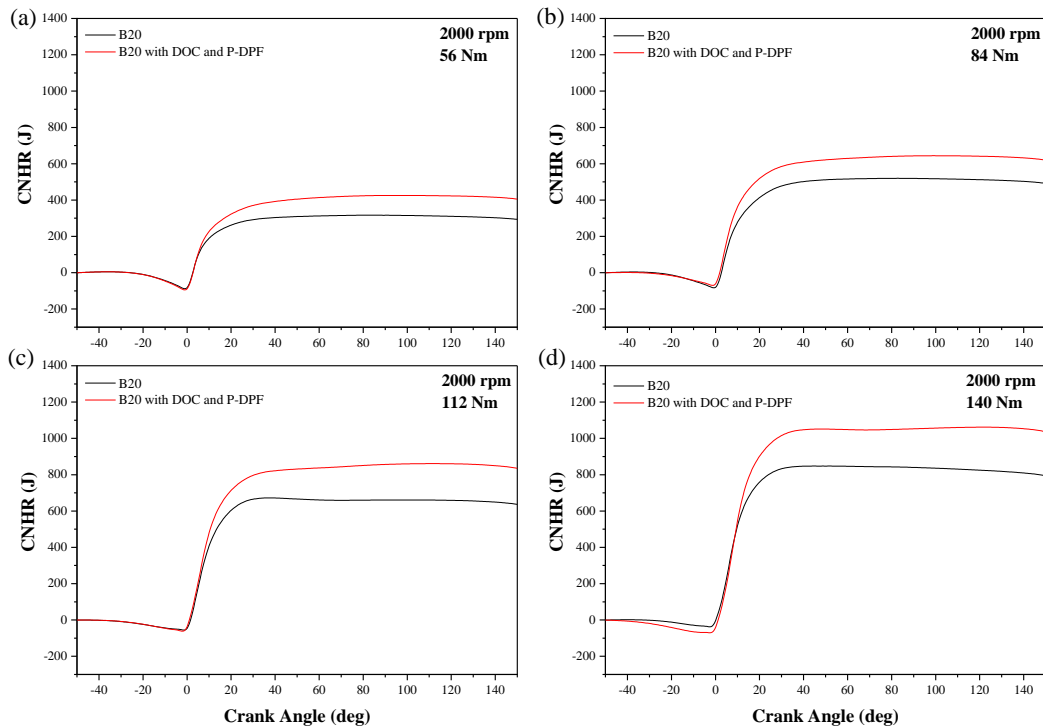 (a)
B20
B20 with DOC and P-DPF
2000 rpm
56 Nm
CNHR (J)
1400
1200
1000
800
600
400
200
0
-200
-40 -20 0 20 40 60 80 100 120 140
(b)
B20
B20 with DOC and P-DPF
2000 rpm
84 Nm
CNHR (J)
1400
1200
1000
800
600
400
200
0
-200
-40 -20 0 20 40 60 80 100 120 140
(c)
B20
B20 with DOC and P-DPF
2000 rpm
112 Nm
CNHR (J)
1400
1200
1000
800
600
400
200
0
-200
-40 -20 0 20 40 60 80 100 120 140
Crank Angle (deg)
(d)
B20
B20 with DOC and P-DPF
2000 rpm
140 Nm
CNHR (J)
1400
1200
1000
800
600
400
200
0
-200
-40 -20 0 20 40 60 80 100 120 140
Crank Angle (deg)